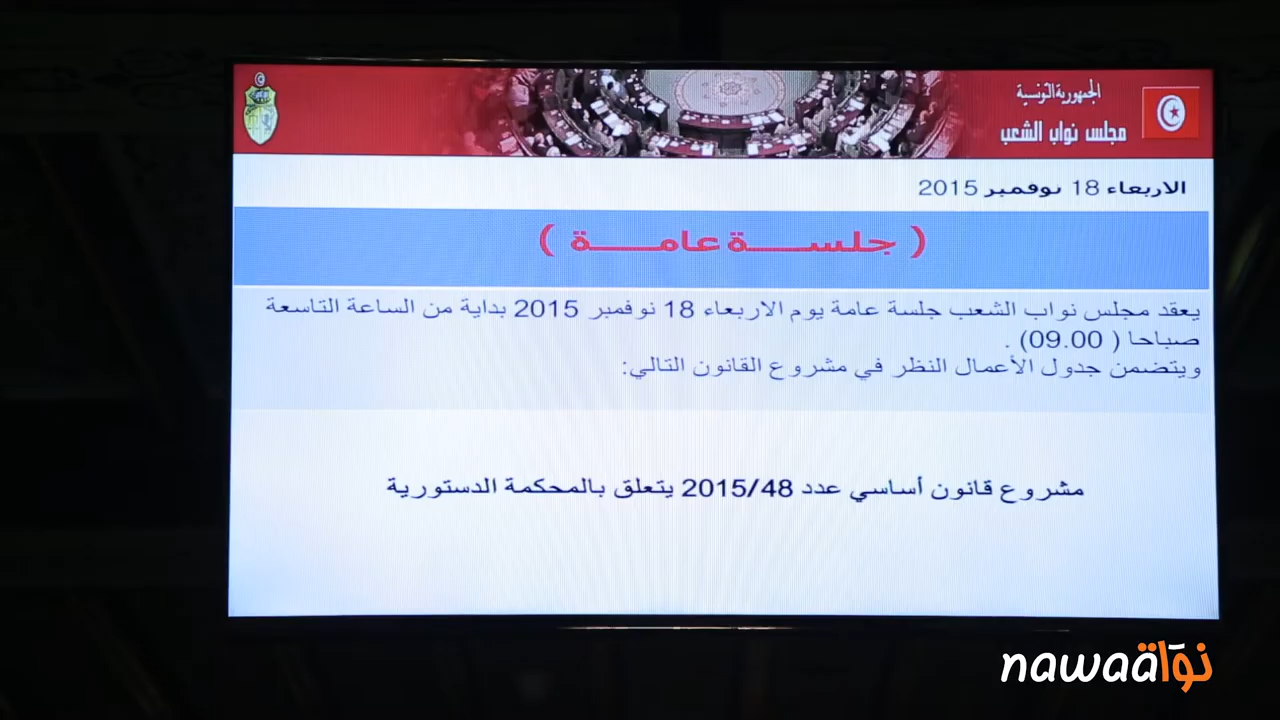 الجمهورية التونسية
مجلس نواب الشعب
الاربعاء 18 نوفمبر 2015
( جلســـة عامـــة )
يعقد مجلس نواب الشعب جلسة عامة يوم الاربعاء 18 نوفمبر 2015 بداية من الساعة التاسعة
صباحا ( 09.00) .
ويتضمن جدول الأعمال النظر في مشروع القانون التالي:
مشروع قانون أساسي عدد 2015/48 يتعلق بالمحكمة الدستورية
nawaa نواة